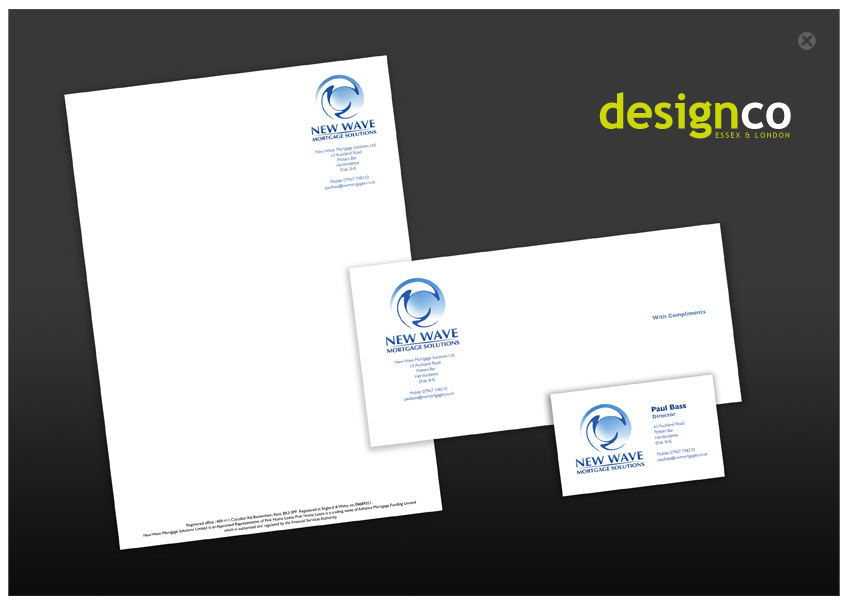 designco
ESSEX & LONDON
NEW WAVE
MORTGAGE SOLUTIONS
New Wave Mortgage Solutions Ltd
63 Auckland Road
Potters Bar
Hertfordshire
EN6 3HS
Mobile: 07967 748210
paulbass@nwmortgages.co.uk
Registered office : 409-411 Croydon Rd, Beckenham, Kent, BR3 3PP. Registered in England & Wales no. 06689321.
New Wave Mortgage Solutions Limited is an Appointed Representative of Pink Home Loans. Pink Home Loans is a trading name of Advance Mortgage Funding Limited
which is authorised and regulated by the Financial Services Authority.
NEW WAVE
MORTGAGE SOLUTIONS
New Wave Mortgage Solutions Ltd
63 Auckland Road
Potters Bar
Hertfordshire
EN6 3HS
Mobile: 07967 748210
paulbass@nwmortgages.co.uk
With Compliments
NEW WAVE
MORTGAGE SOLUTIONS
Paul Bass
Director
63 Auckland Road
Potters Bar
Hertfordshire
EN6 3HS
Mobile: 07967 748210
paulbass@nwmortgages.co.uk